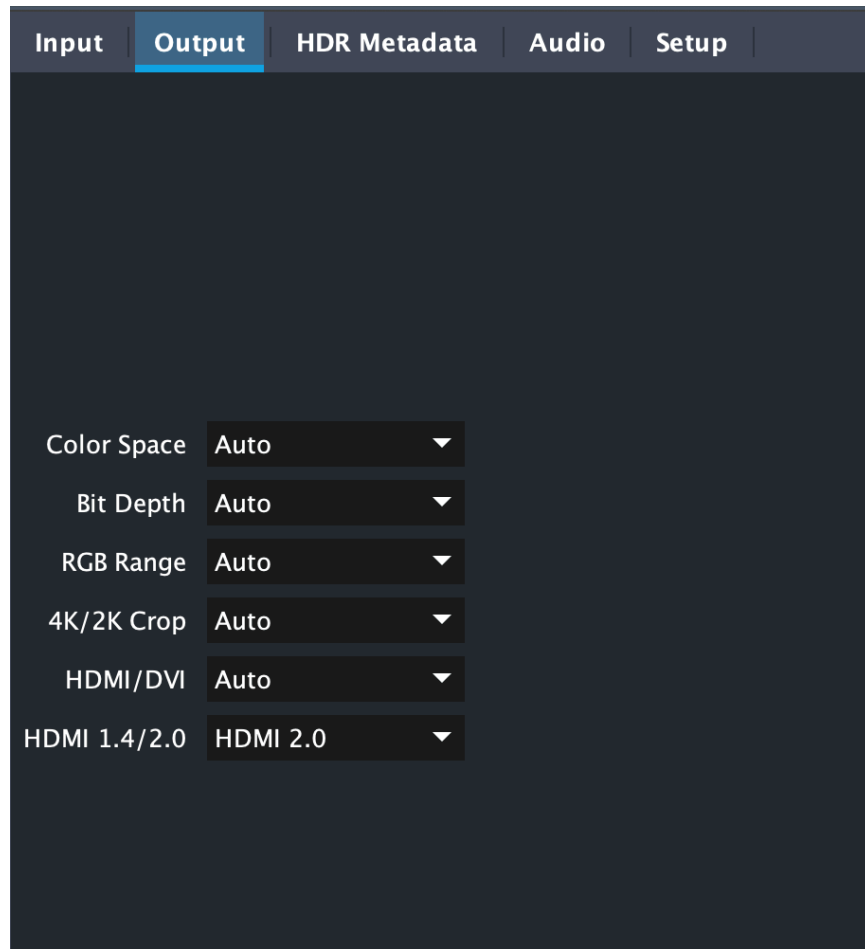 Input Output HDR Metadata Audio Setup
Color Space Auto
Bit Depth Auto
RGB Range Auto
4K/2K Crop Auto
HDMI/DVI Auto
HDMI 1.4/2.0 HDMI 2.0